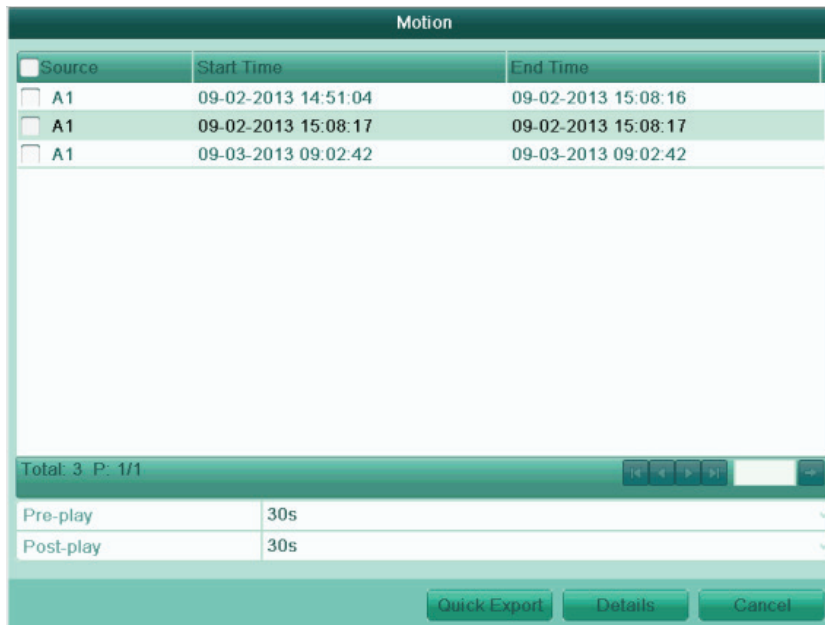 Motion
Source Start Time End Time
A1 09-02-2013 14:51:04 09-02-2013 15:08:16
A1 09-02-2013 15:08:17 09-02-2013 15:08:17
A1 09-03-2013 09:02:42 09-03-2013 09:02:42
Total: 3 P: 1/1
Pre-play 30s
Post-play 30s
Quick Export Details Cancel